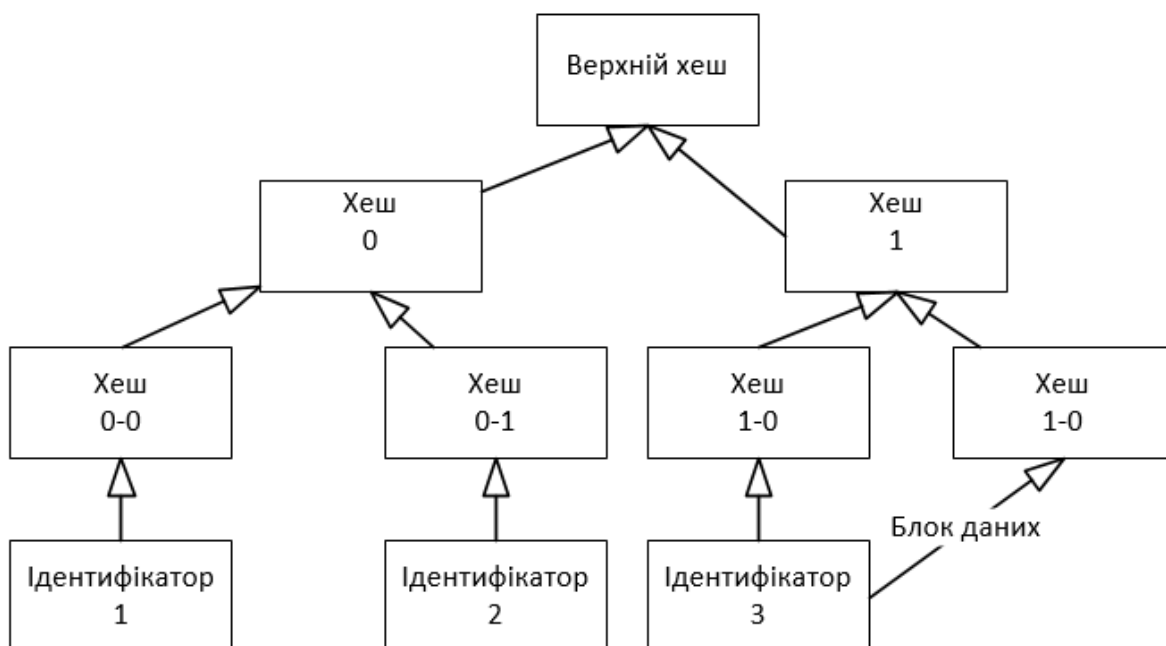 Верхній хеш
Хеш
0
Хеш
1
Хеш
0-0
Хеш
0-1
Хеш
1-0
Хеш
1-0
Блок даних
Ідентифікатор
1
Ідентифікатор
2
Ідентифікатор
3